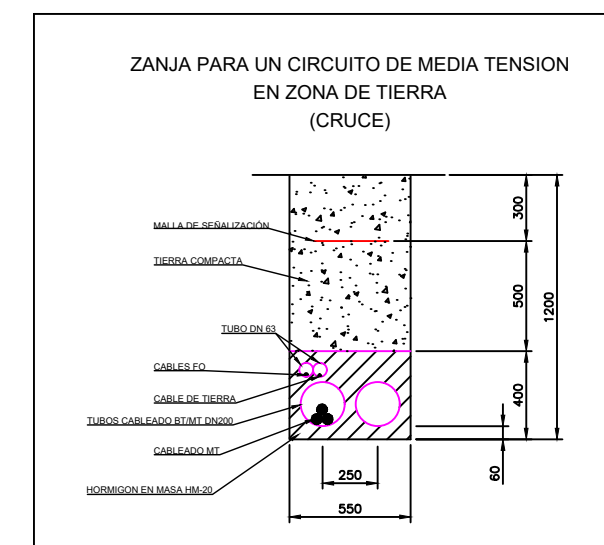 ZANJA PARA UN CIRCUITO DE MEDIA TENSION
EN ZONA DE TIERRA
(CRUCE)
MALLA DE SEÑALIZACIÓN
TIERRA COMPACTA
TUBO DN 63
CABLES FO
CABLE DE TIERRA
TUBOS CABLEADO BT/MT DN200
CABLEADO MT
HORMIGON EN MASA HM-20
300
500
1200
400
60
250
550